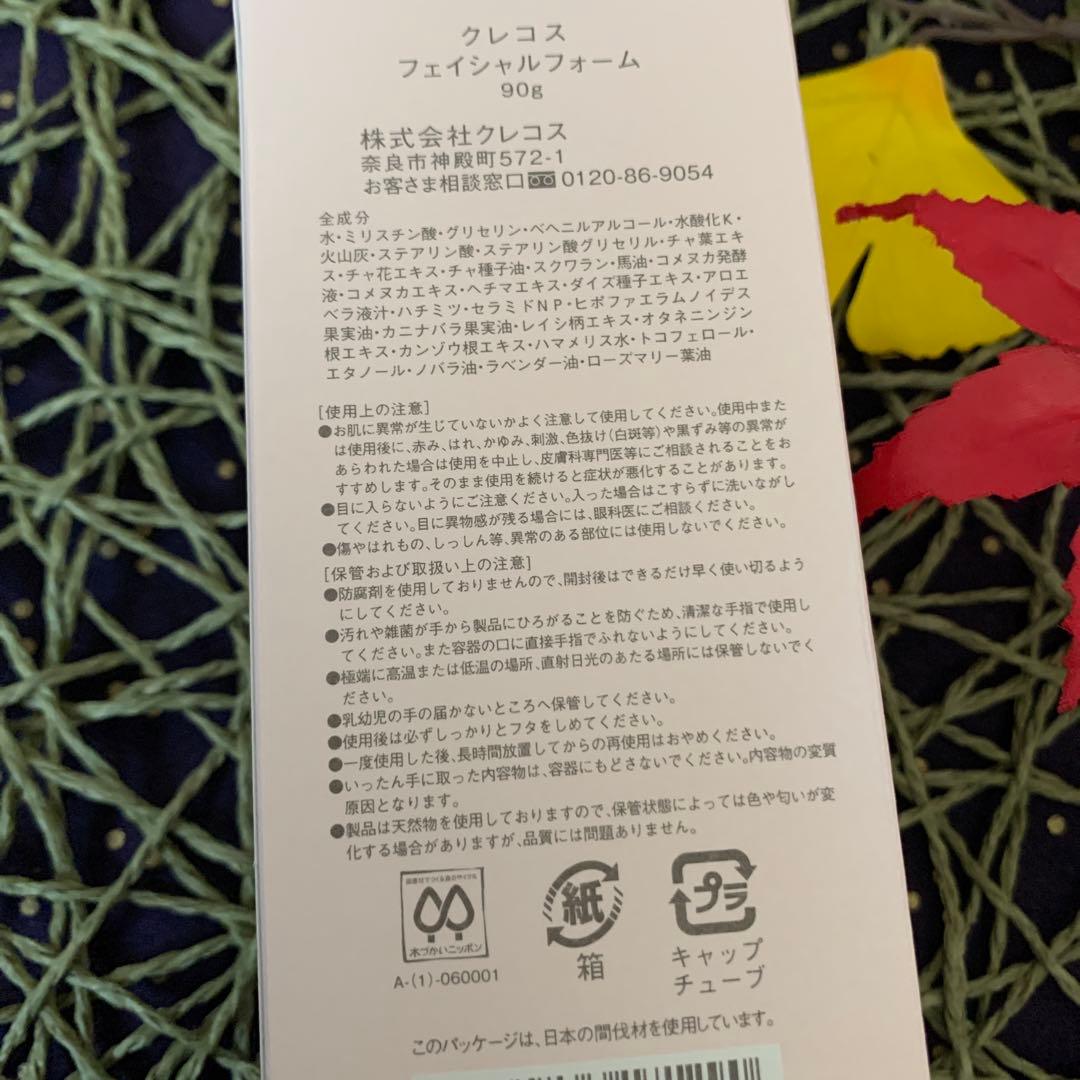 クレコス
フェイシャルフォーム
90g
株式会社クレコス
奈良市神殿町572-1
お客さま相談窓口 0120-86-9054
全成分
水・ミリスチン酸・グリセリン・ベヘニルアルコール・水酸化K・
火山灰・ステアリン酸・ステアリン酸グリセリル・チャ葉エキ
ス・チャ花エキス・チャ種子油・スクワラン・馬油・コメヌカ発酵
液・コメヌカエキス・ヘチマエキス・ダイズ種子エキス・アロエ
ベラ液汁・ハチミツ・セラミドNP・ヒポファエラムノイデス
果実油・カニナバラ果実油・レイシ柄エキス・オタネニンジン
根エキス・カンゾウ根エキス・ハマメリス水・トコフェロール・
エタノール・ノバラ油・ラベンダー油・ローズマリー葉油
[使用上の注意]
●お肌に異常が生じていないかよく注意して使用してください。使用中また
は使用後に、赤み、はれ、かゆみ、刺激、色抜け(白斑等)や黒ずみ等の異常が
あらわれた場合は使用を中止し、皮膚科専門医等にご相談されることをお
すすめします。そのまま使用を続けると症状が悪化することがあります。
●目に入らないようにご注意ください。入った場合はこすらずに洗いながし
てください。目に異物感が残る場合には、眼科医にご相談ください。
●傷やはれもの、しっしん等、異常のある部位には使用しないでください。
[保管および取扱い上の注意]
●防腐剤を使用しておりませんので、開封後はできるだけ早く使い切るよう
にしてください。
●汚れや雑菌が手から製品にひろがることを防ぐため、清潔な手指で使用し
てください。また容器の口に直接手指でふれないようにしてください。
●極端に高温または低温の場所、直射日光のあたる場所には保管しないでく
ださい。
●乳幼児の手の届かないところへ保管してください。
●使用後は必ずしっかりとフタをしめてください。
●一度使用した後、長時間放置してからの再使用はおやめください。
●いったん手に取った内容物は、容器にもどさないでください。内容物の変質
原因となります。
●製品は天然物を使用しておりますので、保管状態によっては色や匂いが変
化する場合がありますが、品質には問題ありません。
木づかいニッポン
A-(1)-060001
紙
箱
プラ
キャップ
チューブ
このパッケージは、日本の間伐材を使用しています。